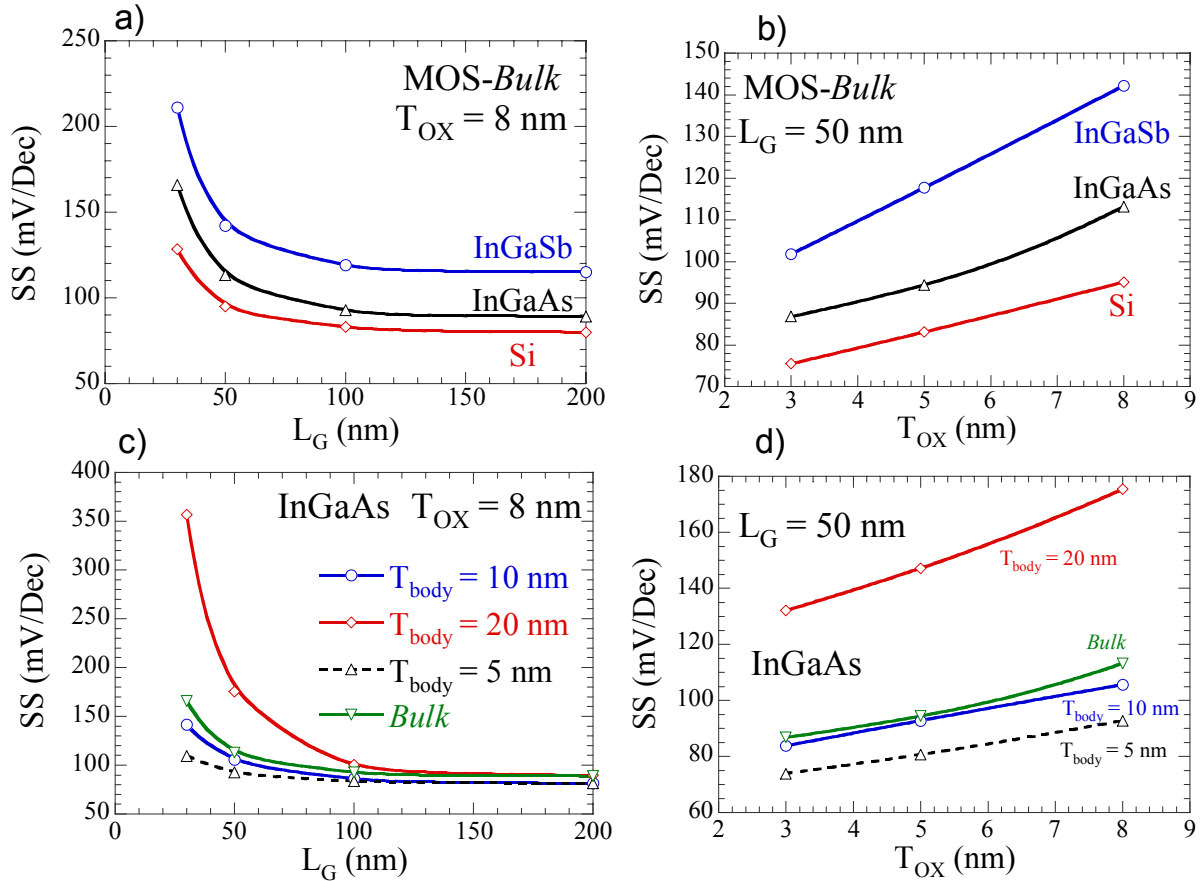 a)
250
200
150
100
50
SS (mV/Dec)
MOS-Bulk
T_OX = 8 nm
InGaSb
InGaAs
Si
0 50 100 150 200
L_G (nm)
b)
150
140
130
120
110
100
90
80
70
SS (mV/Dec)
MOS-Bulk
L_G = 50 nm
InGaSb
InGaAs
Si
2 3 4 5 6 7 8 9
T_OX (nm)
c)
400
350
300
250
200
150
100
50
SS (mV/Dec)
InGaAs T_OX = 8 nm
T_body = 10 nm
T_body = 20 nm
T_body = 5 nm
Bulk
0 50 100 150 200
L_G (nm)
d)
180
160
140
120
100
80
60
SS (mV/Dec)
L_G = 50 nm
T_body = 20 nm
InGaAs
Bulk
T_body = 10 nm
T_body = 5 nm
2 3 4 5 6 7 8 9
T_OX (nm)